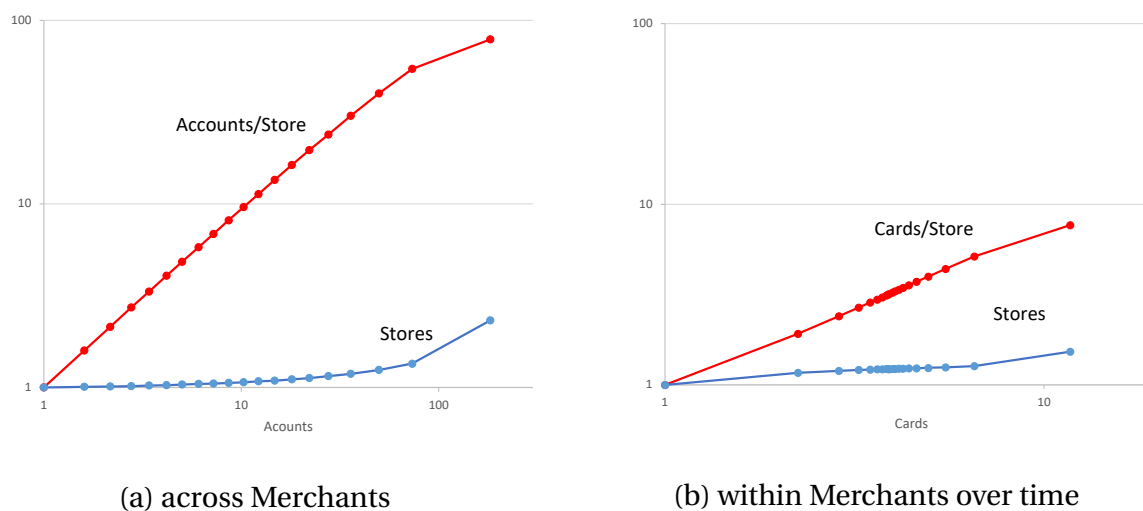 100
10
1
Accounts/Store
Stores
1
10
100
Acounts
(a) across Merchants
100
10
1
Cards/Store
Stores
1
10
Cards
(b) within Merchants over time